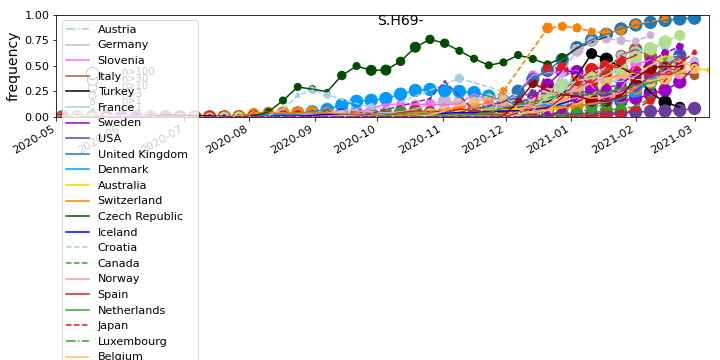 S.H69-
frequency
1.00
0.75
0.50
0.25
0.00
2020-05
2020-06
2020-07
2020-08
2020-09
2020-10
2020-11
2020-12
2021-01
2021-02
2021-03
Austria
Germany
Slovenia
Italy
Turkey
France
Sweden
USA
United Kingdom
Denmark
Australia
Switzerland
Czech Republic
Iceland
Croatia
Canada
Norway
Spain
Netherlands
Japan
Luxembourg
Belgium